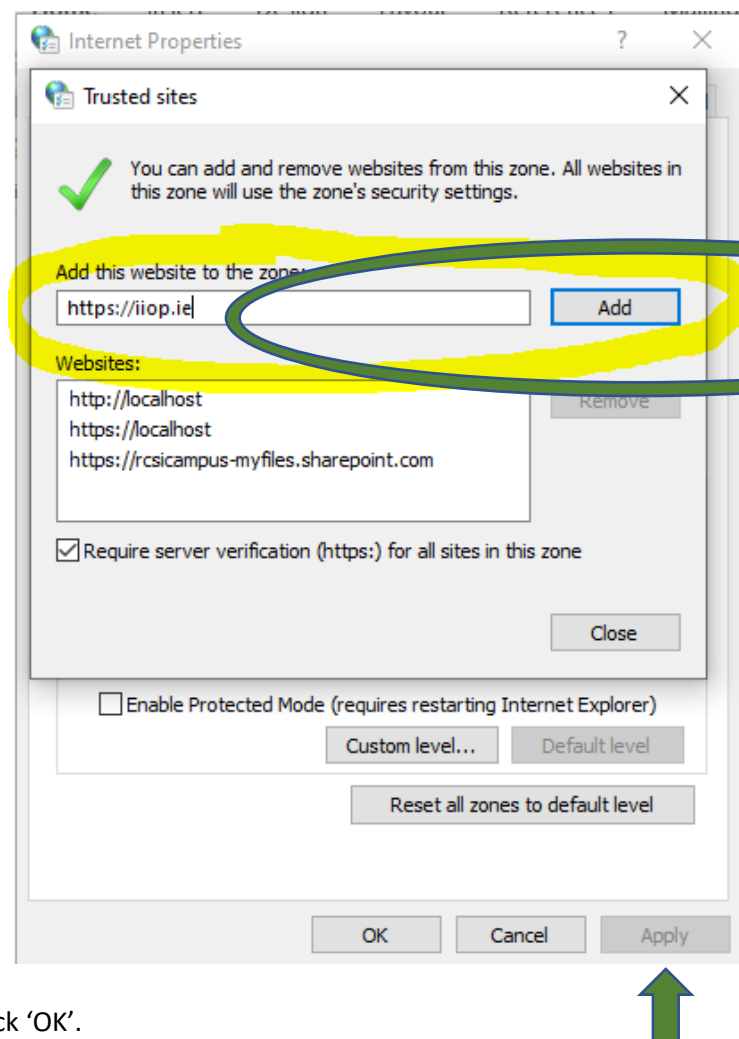 Internet Properties ?
Trusted sites
You can add and remove websites from this zone. All websites in
this zone will use the zone's security settings.
Add this website to the zone:
https://iiop.ie
Add
Websites:
http://localhost
https://localhost
https://rcsicampus-myfiles.sharepoint.com
Remove
Require server verification (https:) for all sites in this zone
Close
Enable Protected Mode (requires restarting Internet Explorer)
Custom level... Default level
Reset all zones to default level
OK Cancel Apply
ck ‘OK’.